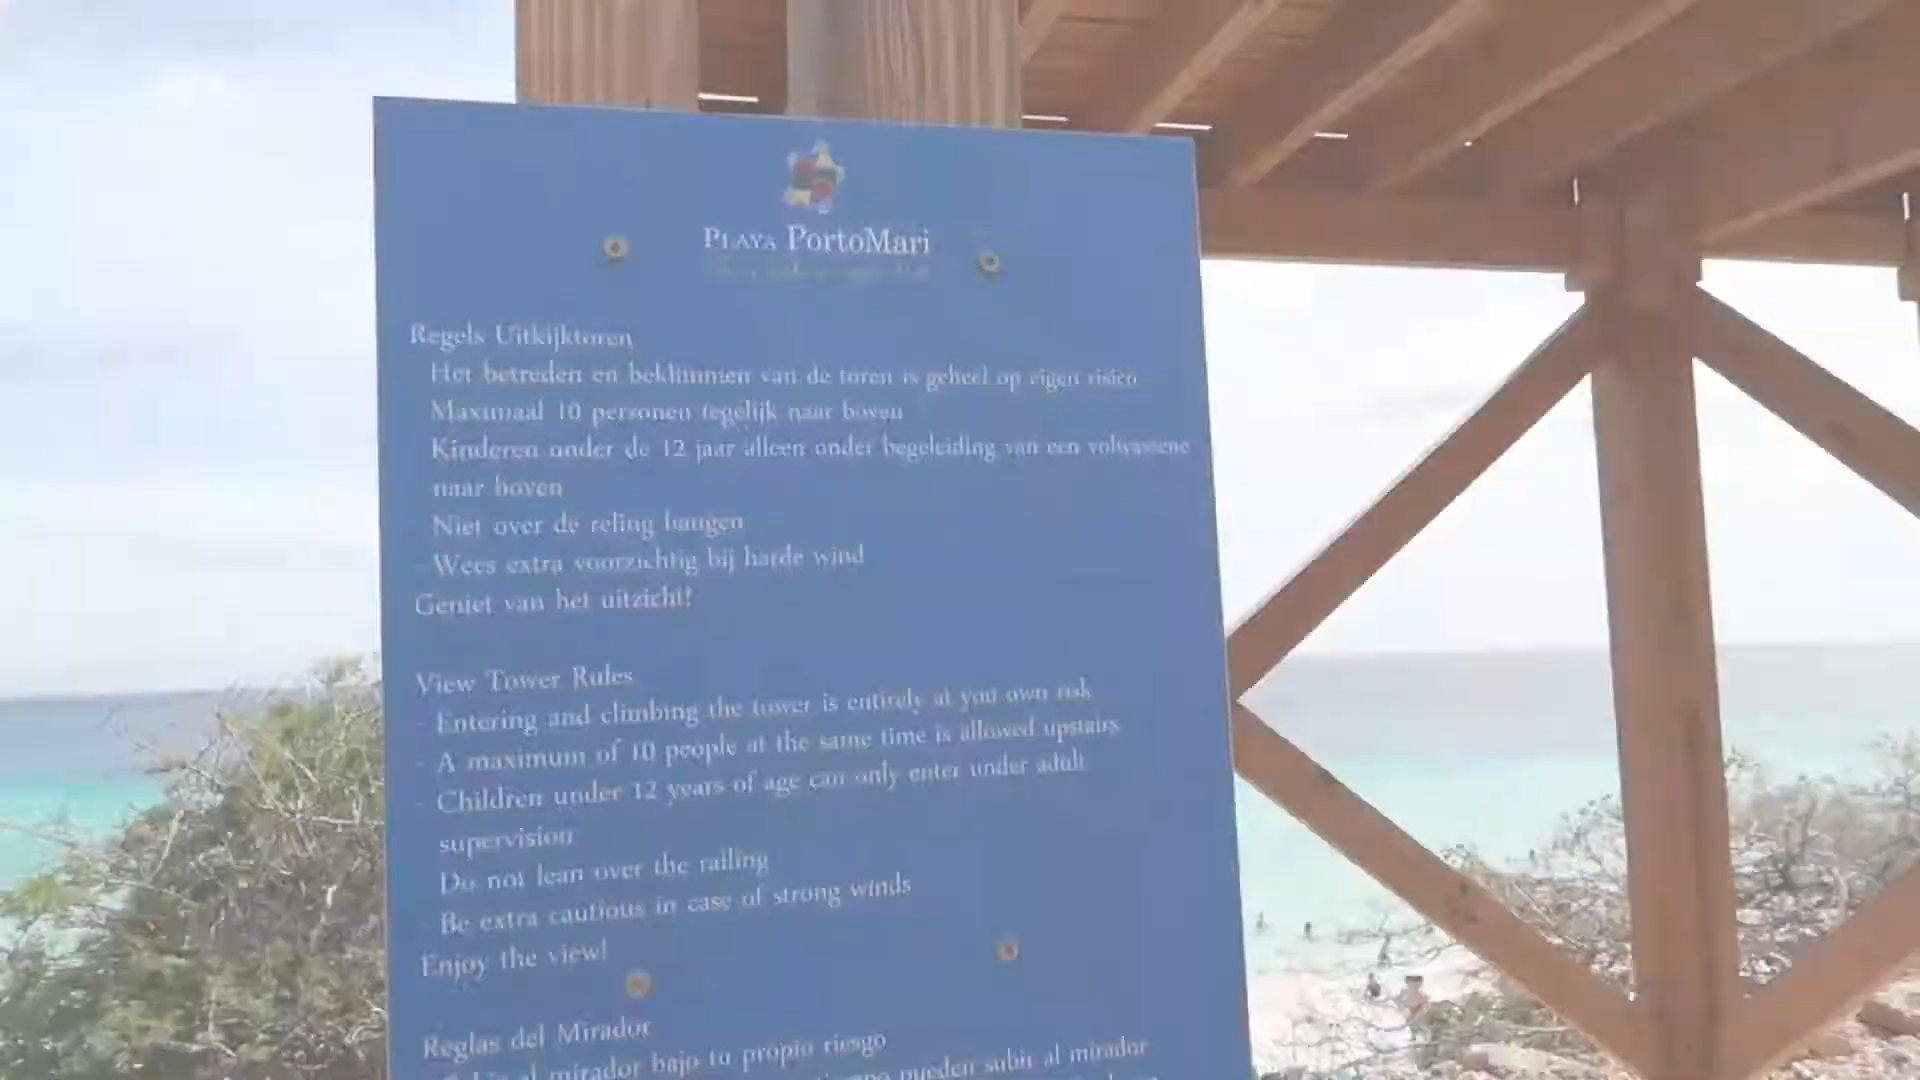 PLAYA PortoMari
Regels Uitkijktoren
Het betreden en beklimmen van de toren is geheel op eigen risico
Maximaal 10 personen tegelijk naar boven
Kinderen onder de 12 jaar alleen onder begeleiding van een volwassene
naar boven
Niet over de reling hangen
- Wees extra voorzichtig bij harde wind
Geniet van het uitzicht!
View Tower Rules
- Entering and climbing the tower is entirely at you own risk
- A maximum of 10 people at the same time is allowed upstairs
- Children under 12 years of age can only enter under adult
supervision
Do not lean over the railing
- Be extra cautious in case of strong winds
Enjoy the view!
Reglas del Mirador
al mirador bajo tu propio riesgo
pueden subir al mirador